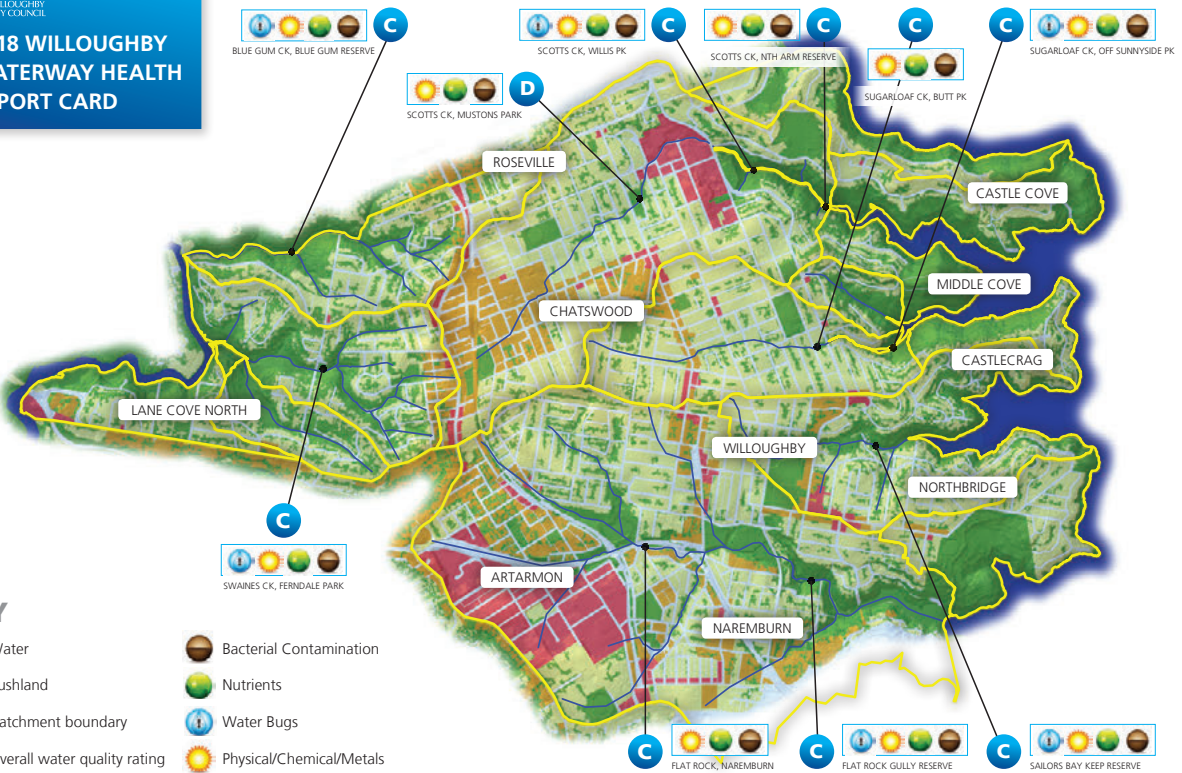 WILLOUGHBY
Y COUNCIL
18 WILLOUGHBY
ATERWAY HEALTH
PORT CARD
C
BLUE GUM CK, BLUE GUM RESERVE
C
SCOTTS CK, WILLIS PK
C
SCOTTS CK, NTH ARM RESERVE
C
SUGARLOAF CK, BUTT PK
C
SUGARLOAF CK, OFF SUNNYSIDE PK
D
SCOTTS CK, MUSTONS PARK
ROSEVILLE
CASTLE COVE
MIDDLE COVE
CHATSWOOD
CASTLECRAG
LANE COVE NORTH
WILLOUGHBY
NORTHBRIDGE
C
SWAINES CK, FERNDALE PARK
ARTARMON
NAREMBURN
Y
Water
ushland
atchment boundary
verall water quality rating
Bacterial Contamination
Nutrients
Water Bugs
Physical/Chemical/Metals
C
FLAT ROCK, NAREMBURN
C
FLAT ROCK GULLY RESERVE
C
SAILORS BAY KEEP RESERVE